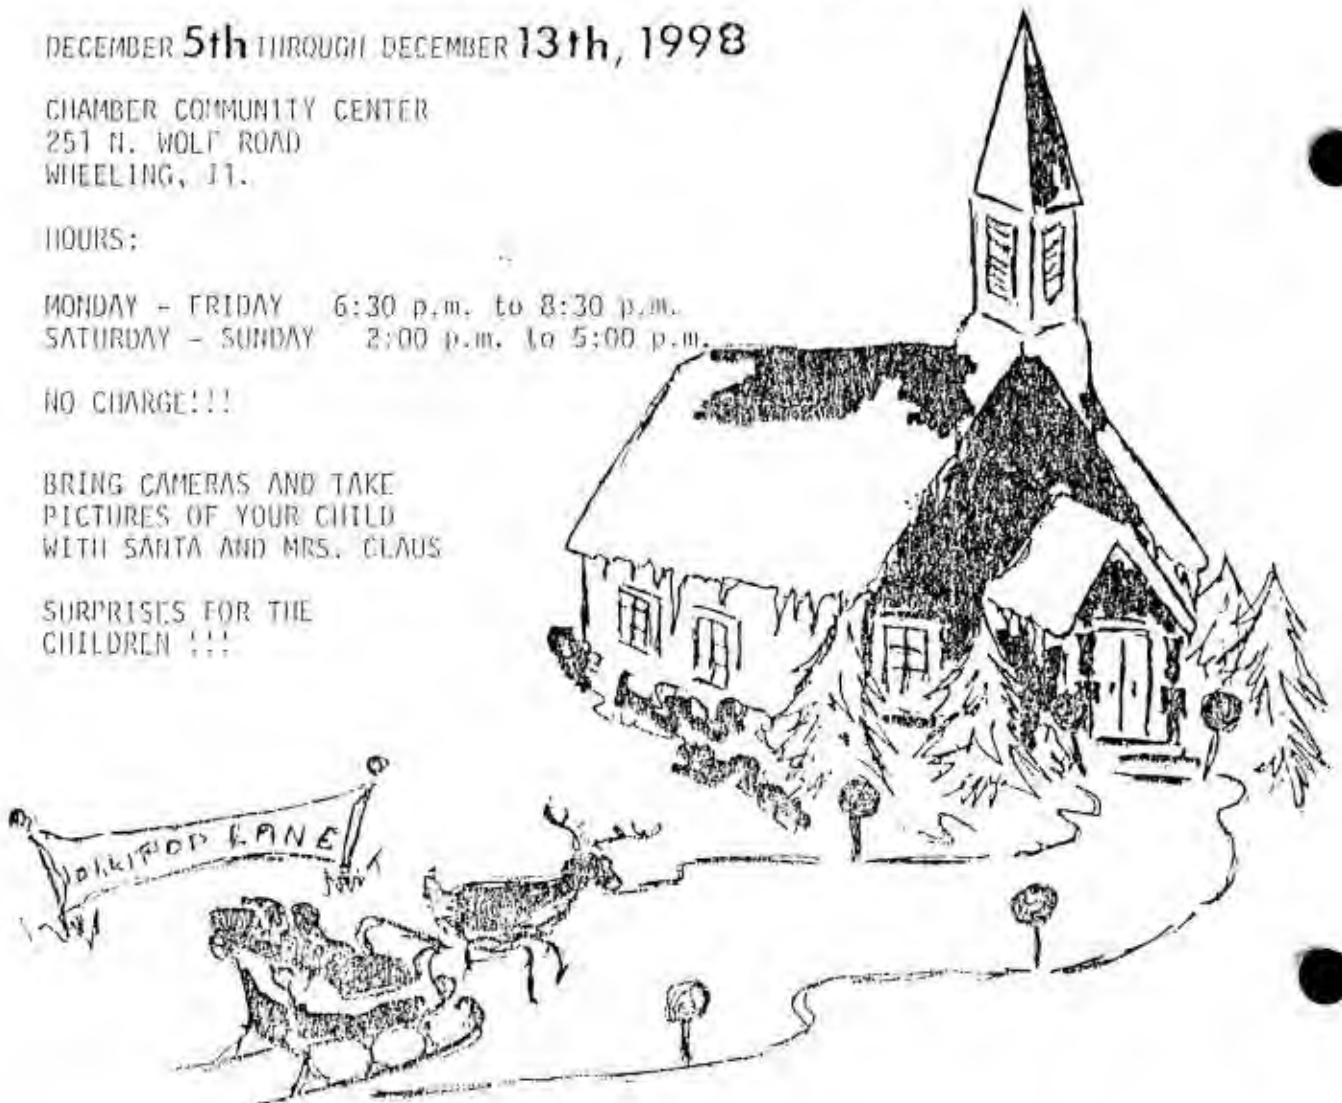 DECEMBER 5th THROUGH DECEMBER 13th, 1998
CHAMBER COMMUNITY CENTER
251 N. WOLF ROAD
WHEELING, Il.
HOURS:
MONDAY - FRIDAY 6:30 p.m. to 8:30 p.m.
SATURDAY - SUNDAY 2:00 p.m. to 5:00 p.m.
NO CHARGE!!!
BRING CAMERAS AND TAKE
PICTURES OF YOUR CHILD
WITH SANTA AND MRS. CLAUS
SURPRISES FOR THE
CHILDREN !!!
LOLLIPOP LANE